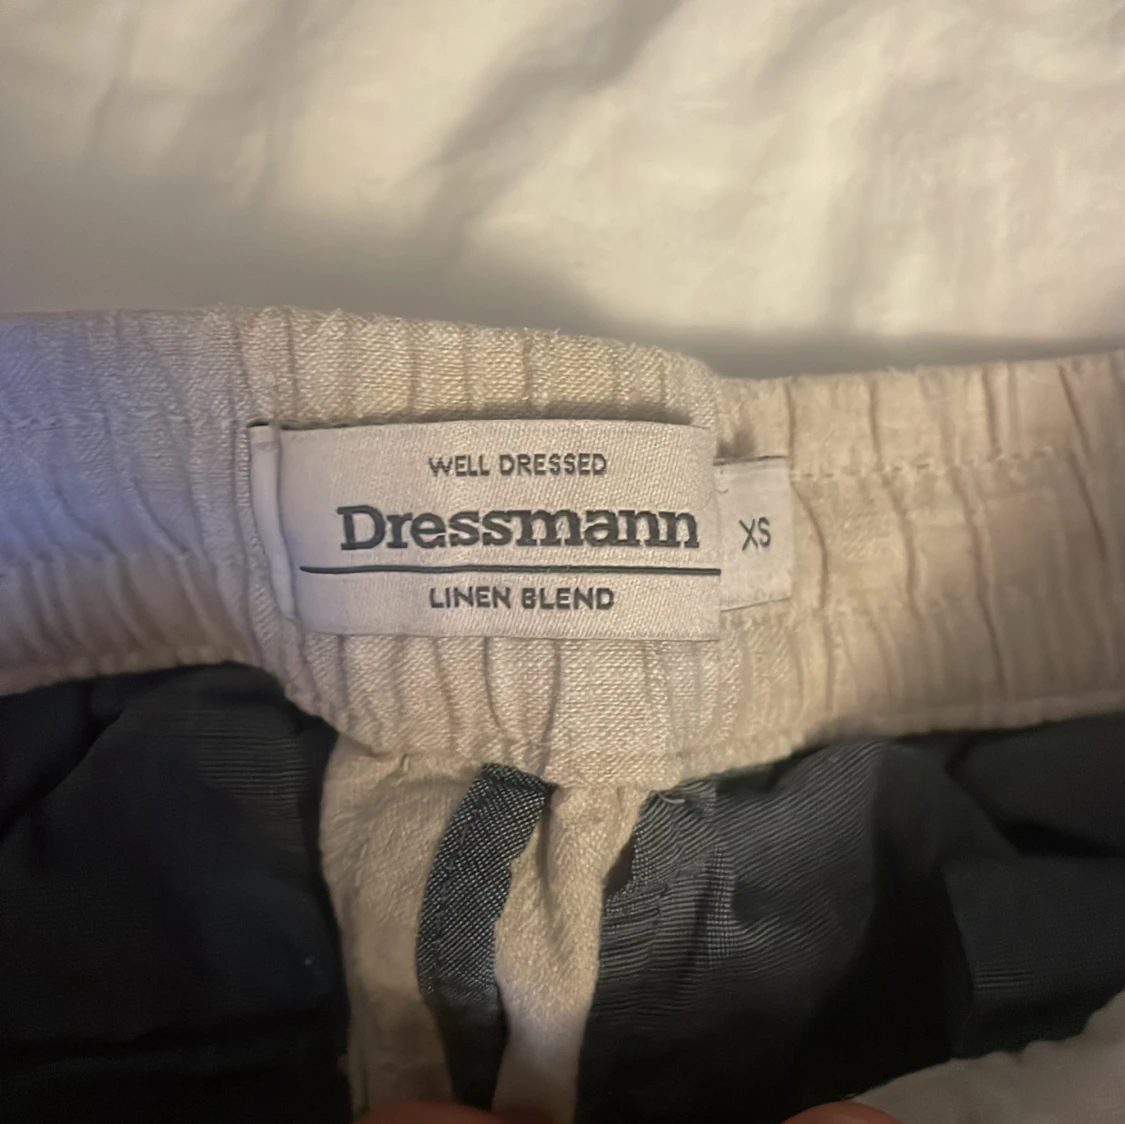 WELL DRESSED
Dressmann
LINEN BLEND
XS